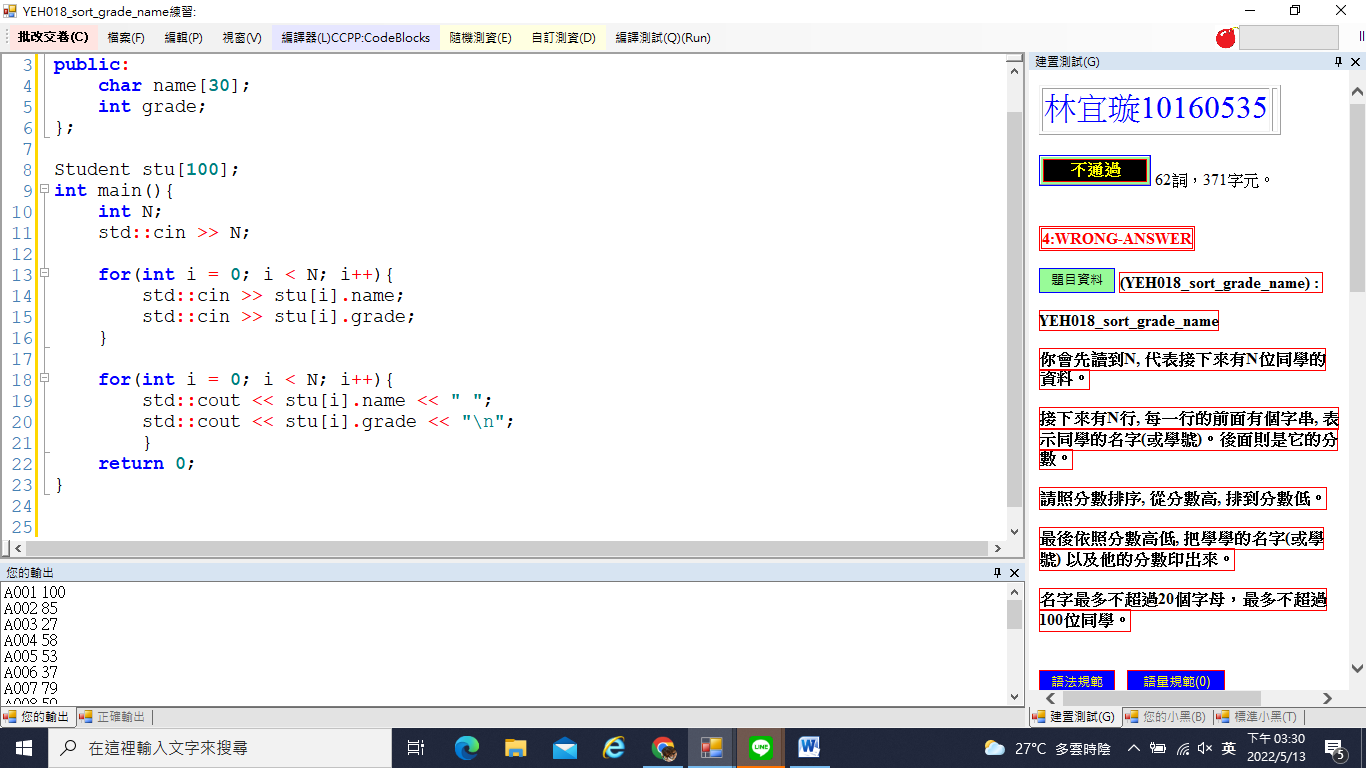 YEH018_sort_grade_name練習:
批改交卷(C) 檔案(F) 編輯(P) 視窗(V) 編譯器(L)CCPP:CodeBlocks 隨機測資(E) 自訂測資(D) 編譯測試(Q)(Run)
3 public:
4 char name[30];
5 int grade;
6 };
7
8 Student stu[100];
9 int main(){
10 int N;
11 std::cin >> N;
12
13 for(int i = 0; i < N; i++){
14 std::cin >> stu[i].name;
15 std::cin >> stu[i].grade;
16 }
17
18 for(int i = 0; i < N; i++){
19 std::cout << stu[i].name << " ";
20 std::cout << stu[i].grade << "\n";
21 }
22 return 0;
23 }
24
25
您的輸出
A001 100
A002 85
A003 27
A004 58
A005 53
A006 37
A007 79
A008 50
您的輸出 正確輸出
建置測試(G)
林宜璇10160535
不通過 62詞，371字元。
4:WRONG-ANSWER
題目資料 (YEH018_sort_grade_name) :
YEH018_sort_grade_name
你會先讀到N, 代表接下來有N位同學的
資料。
接下來有N行, 每一行的前面有個字串, 表
示同學的名字(或學號)。後面則是它的分
數。
請照分數排序, 從分數高, 排到分數低。
最後依照分數高低, 把學學的名字(或學
號) 以及他的分數印出來。
名字最多不超過20個字母，最多不超過
100位同學。
語法規範 語量規範(0)
建置測試(G) 您的小黑(B) 標準小黑(T)
在這裡輸入文字來搜尋
LINE
27°C 多雲時陰
英
下午 03:30
2022/5/13
5